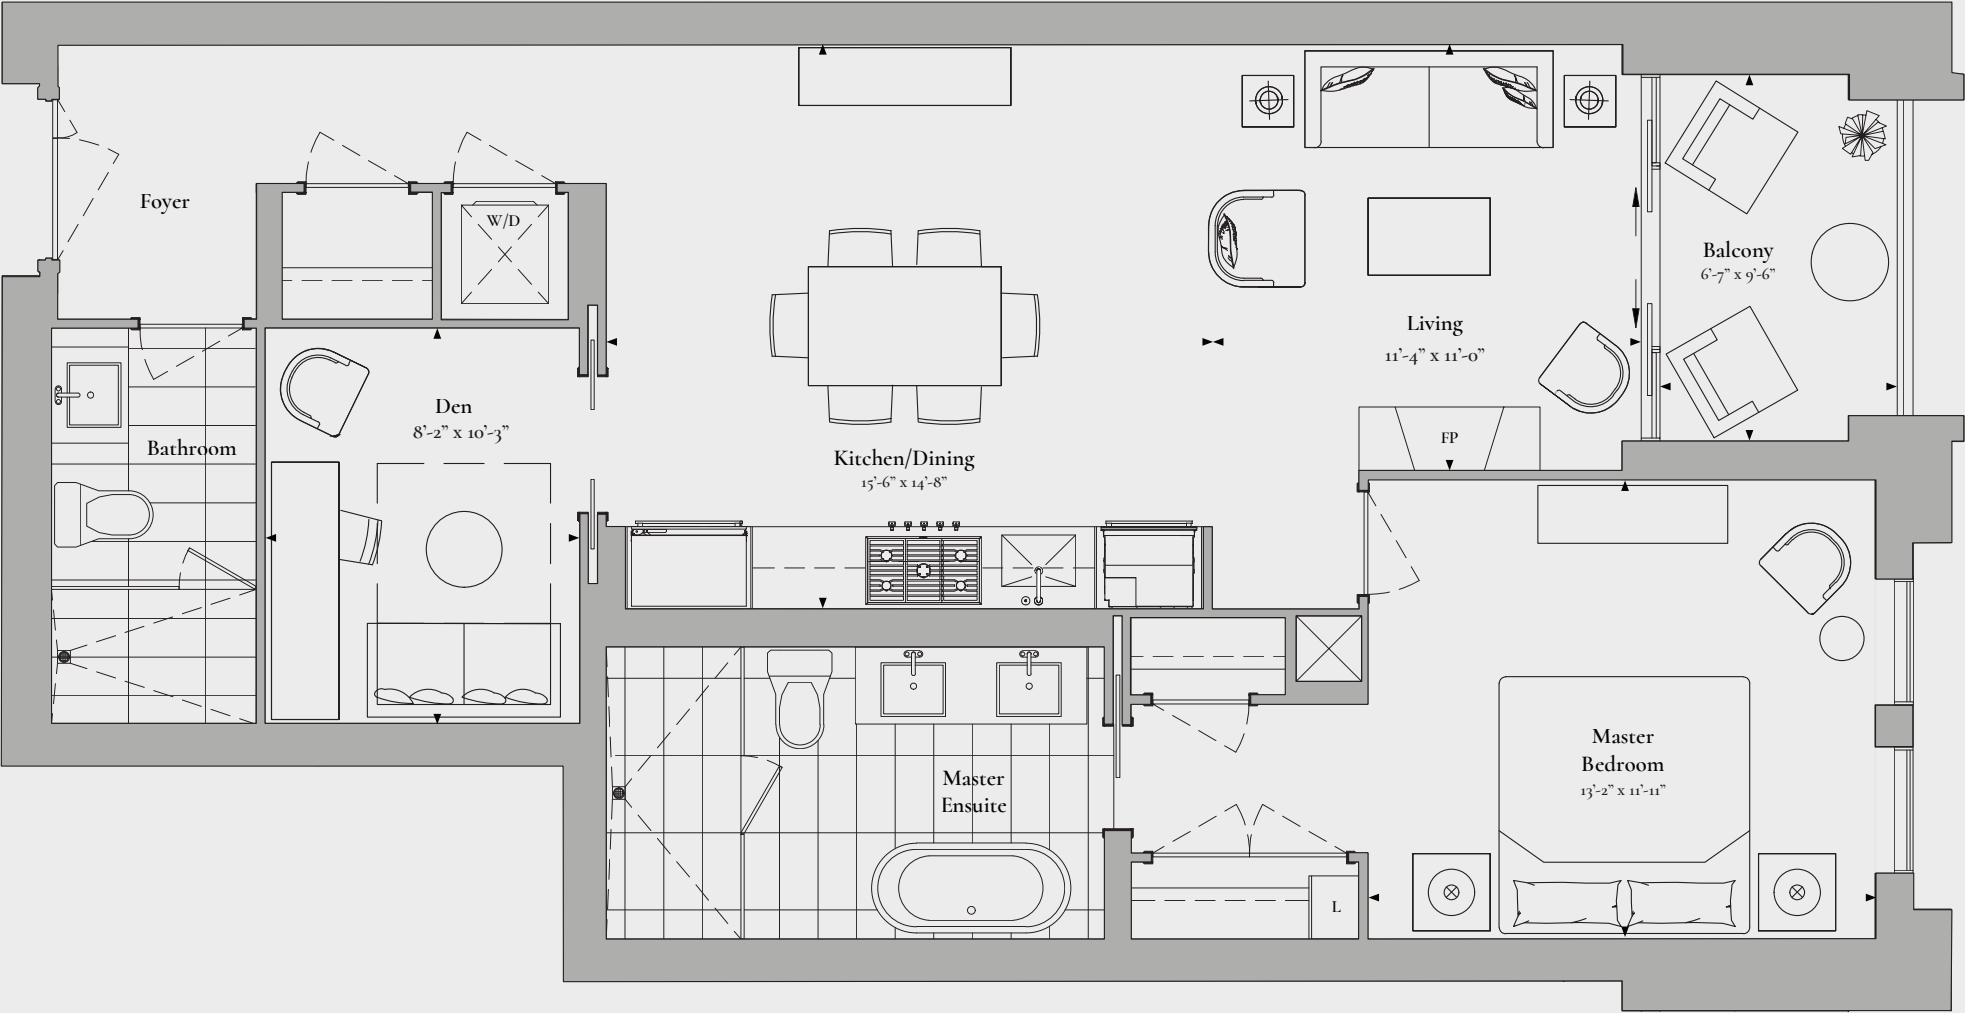 Foyer
W/D
Balcony
6’-7” x 9’-6”
Living
11’-4” x 11’-0”
Den
8’-2” x 10’-3”
Bathroom
FP
Kitchen/Dining
15’-6” x 14’-8”
Master
Bedroom
13’-2” x 11’-11”
Master
Ensuite
L